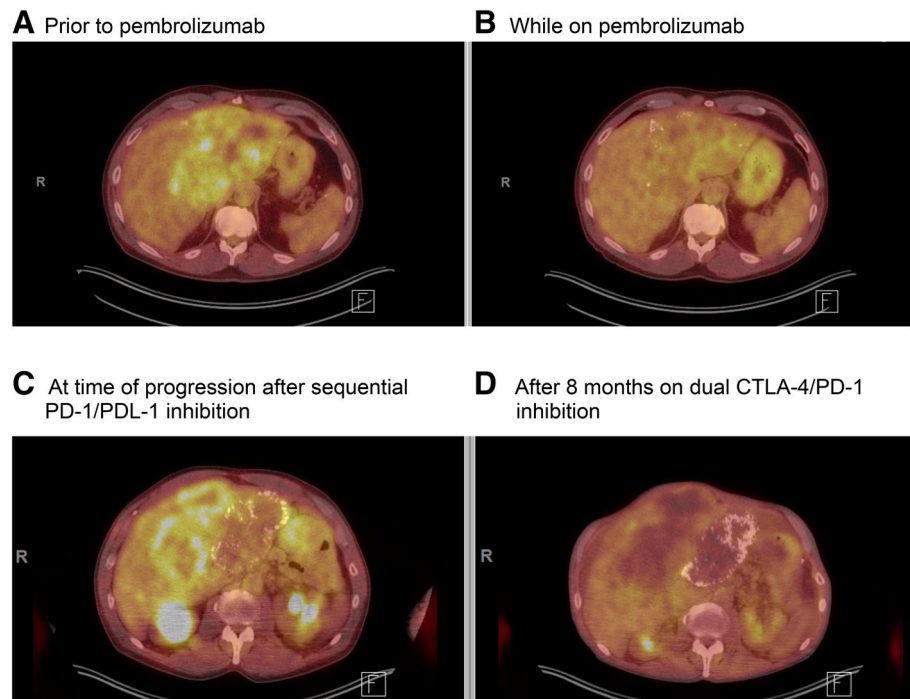 A Prior to pembrolizumab
B While on pembrolizumab
R
R
F
F
C At time of progression after sequential
PD-1/PDL-1 inhibition
D After 8 months on dual CTLA-4/PD-1
inhibition
R
R
F
F